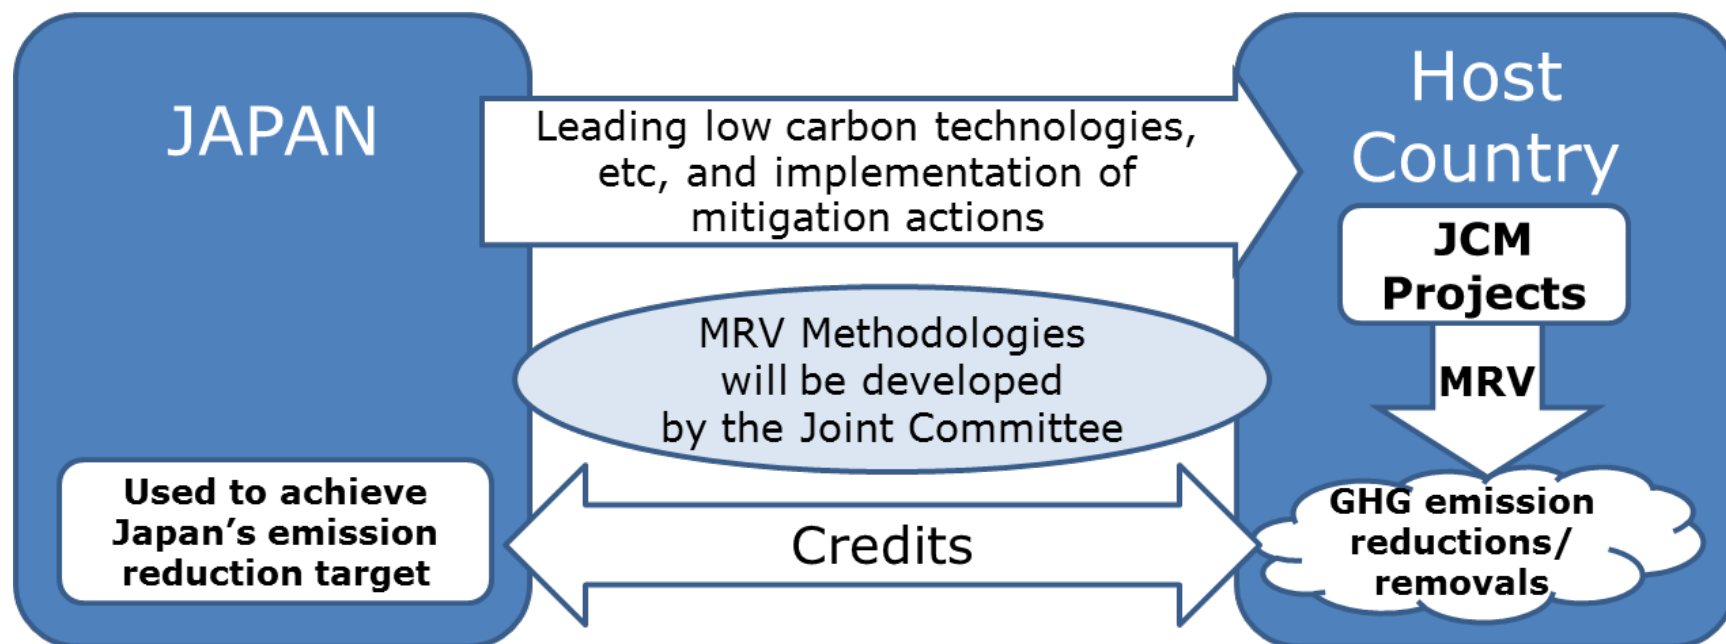 JAPAN
Leading low carbon technologies,
etc, and implementation of
mitigation actions
Host
Country
JCM
Projects
MRV Methodologies
will be developed
by the Joint Committee
MRV
Used to achieve
Japan’s emission
reduction target
Credits
GHG emission
reductions/
removals